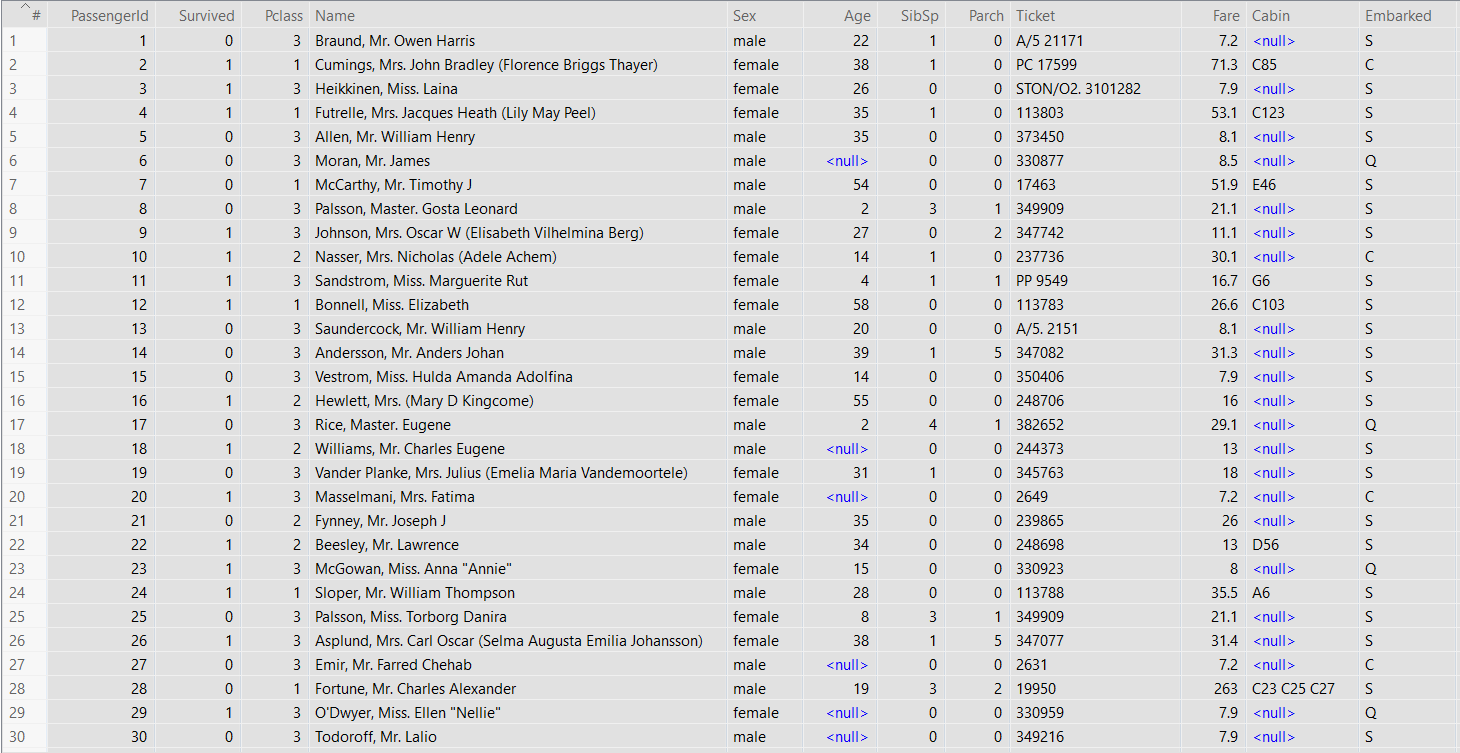 # PassengerId Survived Pclass Name Sex Age SibSp Parch Ticket Fare Cabin Embarked
1 1 0 3 Braund, Mr. Owen Harris male 22 1 0 A/5 21171 7.2 <null> S
2 2 1 1 Cumings, Mrs. John Bradley (Florence Briggs Thayer) female 38 1 0 PC 17599 71.3 C85 C
3 3 1 3 Heikkinen, Miss. Laina female 26 0 0 STON/O2. 3101282 7.9 <null> S
4 4 1 1 Futrelle, Mrs. Jacques Heath (Lily May Peel) female 35 1 0 113803 53.1 C123 S
5 5 0 3 Allen, Mr. William Henry male 35 0 0 373450 8.1 <null> S
6 6 0 3 Moran, Mr. James male <null> 0 0 330877 8.5 <null> Q
7 7 0 1 McCarthy, Mr. Timothy J male 54 0 0 17463 51.9 E46 S
8 8 0 3 Palsson, Master. Gosta Leonard male 2 3 1 349909 21.1 <null> S
9 9 1 3 Johnson, Mrs. Oscar W (Elisabeth Vilhelmina Berg) female 27 0 2 347742 11.1 <null> S
10 10 1 2 Nasser, Mrs. Nicholas (Adele Achem) female 14 1 0 237736 30.1 <null> C
11 11 1 3 Sandstrom, Miss. Marguerite Rut female 4 1 1 PP 9549 16.7 G6 S
12 12 1 1 Bonnell, Miss. Elizabeth female 58 0 0 113783 26.6 C103 S
13 13 0 3 Saundercock, Mr. William Henry male 20 0 0 A/5. 2151 8.1 <null> S
14 14 0 3 Andersson, Mr. Anders Johan male 39 1 5 347082 31.3 <null> S
15 15 0 3 Vestrom, Miss. Hulda Amanda Adolfina female 14 0 0 350406 7.9 <null> S
16 16 1 2 Hewlett, Mrs. (Mary D Kingcome) female 55 0 0 248706 16 <null> S
17 17 0 3 Rice, Master. Eugene male 2 4 1 382652 29.1 <null> Q
18 18 1 2 Williams, Mr. Charles Eugene male <null> 0 0 244373 13 <null> S
19 19 0 3 Vander Planke, Mrs. Julius (Emelia Maria Vandemoortele) female 31 1 0 345763 18 <null> S
20 20 1 3 Masselmani, Mrs. Fatima female <null> 0 0 2649 7.2 <null> C
21 21 0 2 Fynney, Mr. Joseph J male 35 0 0 239865 26 <null> S
22 22 1 2 Beesley, Mr. Lawrence male 34 0 0 248698 13 D56 S
23 23 1 3 McGowan, Miss. Anna "Annie" female 15 0 0 330923 8 <null> Q
24 24 1 1 Sloper, Mr. William Thompson male 28 0 0 113788 35.5 A6 S
25 25 0 3 Palsson, Miss. Torborg Danira female 8 3 1 349909 21.1 <null> S
26 26 1 3 Asplund, Mrs. Carl Oscar (Selma Augusta Emilia Johansson) female 38 1 5 347077 31.4 <null> S
27 27 0 3 Emir, Mr. Farred Chehab male <null> 0 0 2631 7.2 <null> C
28 28 0 1 Fortune, Mr. Charles Alexander male 19 3 2 19950 263 C23 C25 C27 S
29 29 1 3 O'Dwyer, Miss. Ellen "Nellie" female <null> 0 0 330959 7.9 <null> Q
30 30 0 3 Todoroff, Mr. Lalio male <null> 0 0 349216 7.9 <null> S